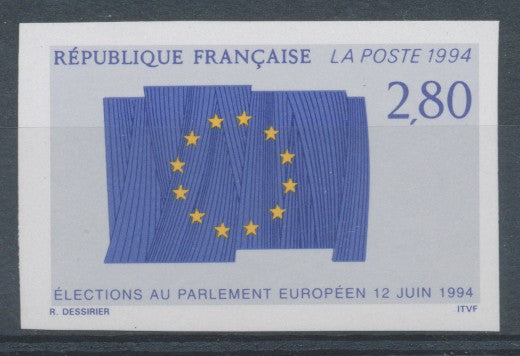 RÉPUBLIQUE FRANÇAISE LA POSTE 1994
2,80
ÉLECTIONS AU PARLEMENT EUROPÉEN 12 JUIN 1994
R. DESSIRIER ITVF